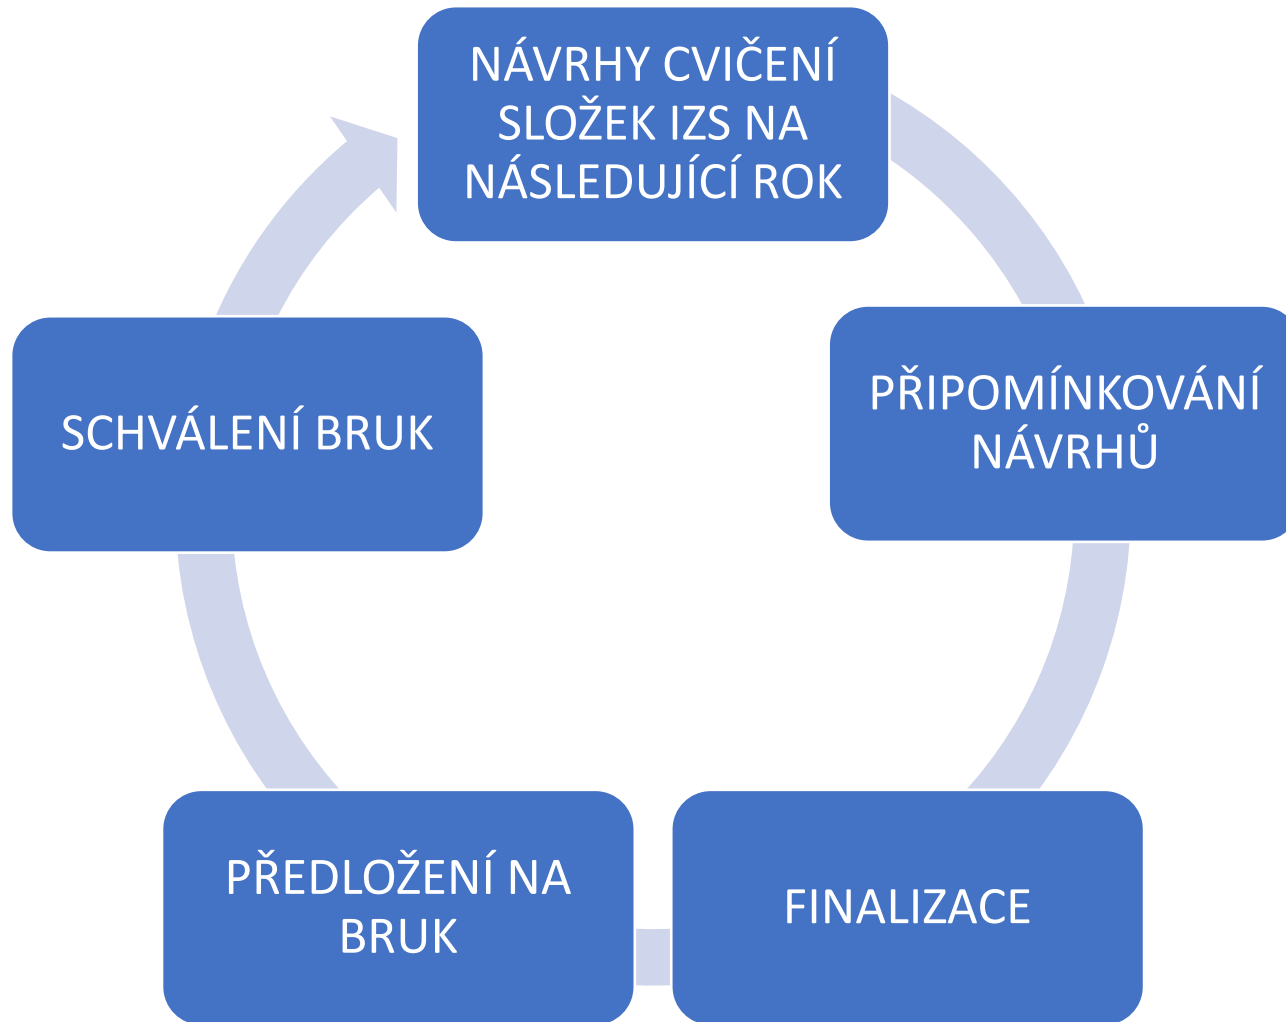 NÁVRHY CVIČENÍ
SLOŽEK IZS NA
NÁSLEDUJÍCÍ ROK
PŘIPOMÍNKOVÁNÍ
NÁVRHŮ
FINALIZACE
PŘEDLOŽENÍ NA
BRUK
SCHVÁLENÍ BRUK